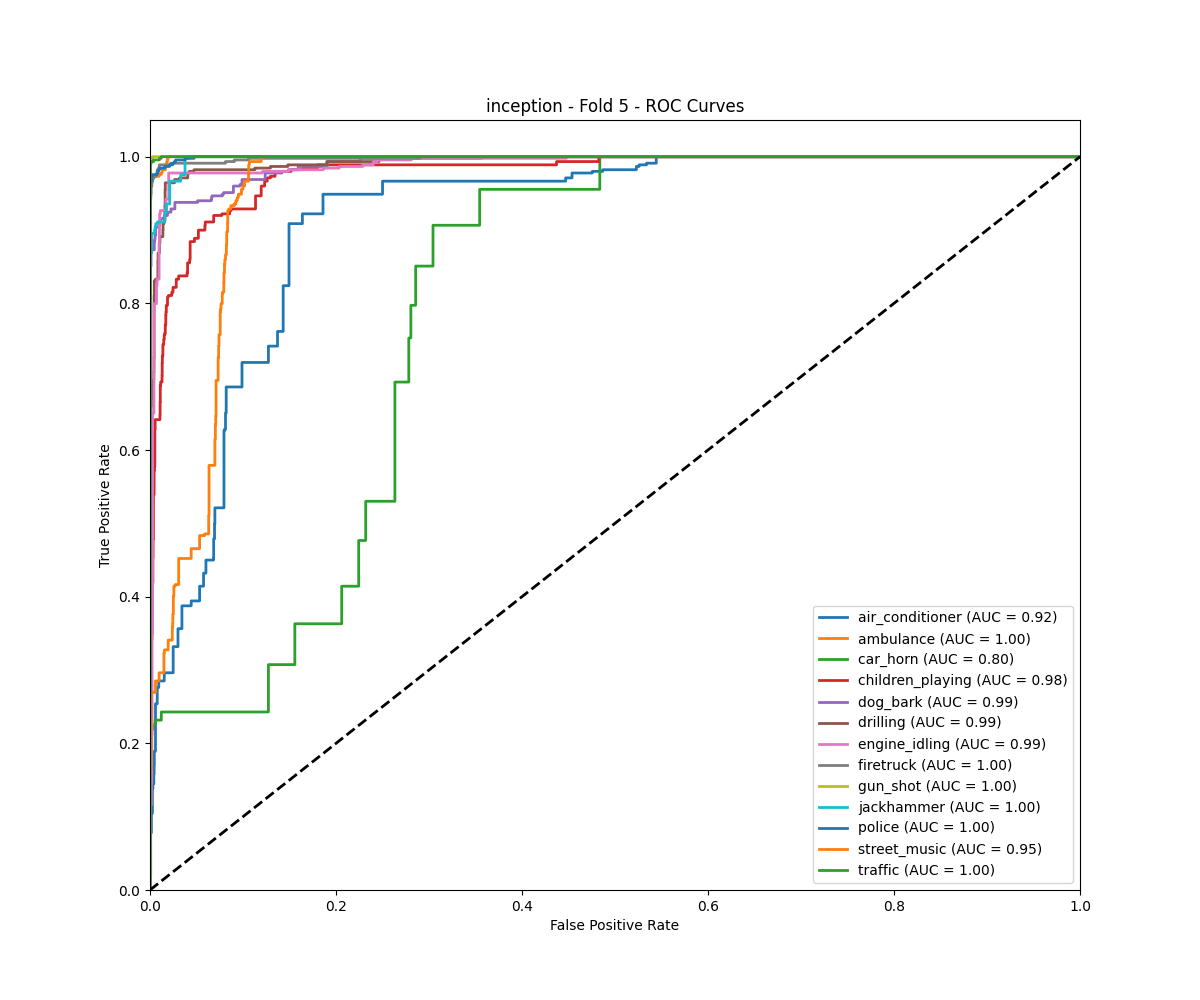 inception - Fold 5 - ROC Curves
True Positive Rate
1.0
0.8
0.6
0.4
0.2
0.0
0.0 0.2 0.4 0.6 0.8 1.0
False Positive Rate
air_conditioner (AUC = 0.92)
ambulance (AUC = 1.00)
car_horn (AUC = 0.80)
children_playing (AUC = 0.98)
dog_bark (AUC = 0.99)
drilling (AUC = 0.99)
engine_idling (AUC = 0.99)
firetruck (AUC = 1.00)
gun_shot (AUC = 1.00)
jackhammer (AUC = 1.00)
police (AUC = 1.00)
street_music (AUC = 0.95)
traffic (AUC = 1.00)